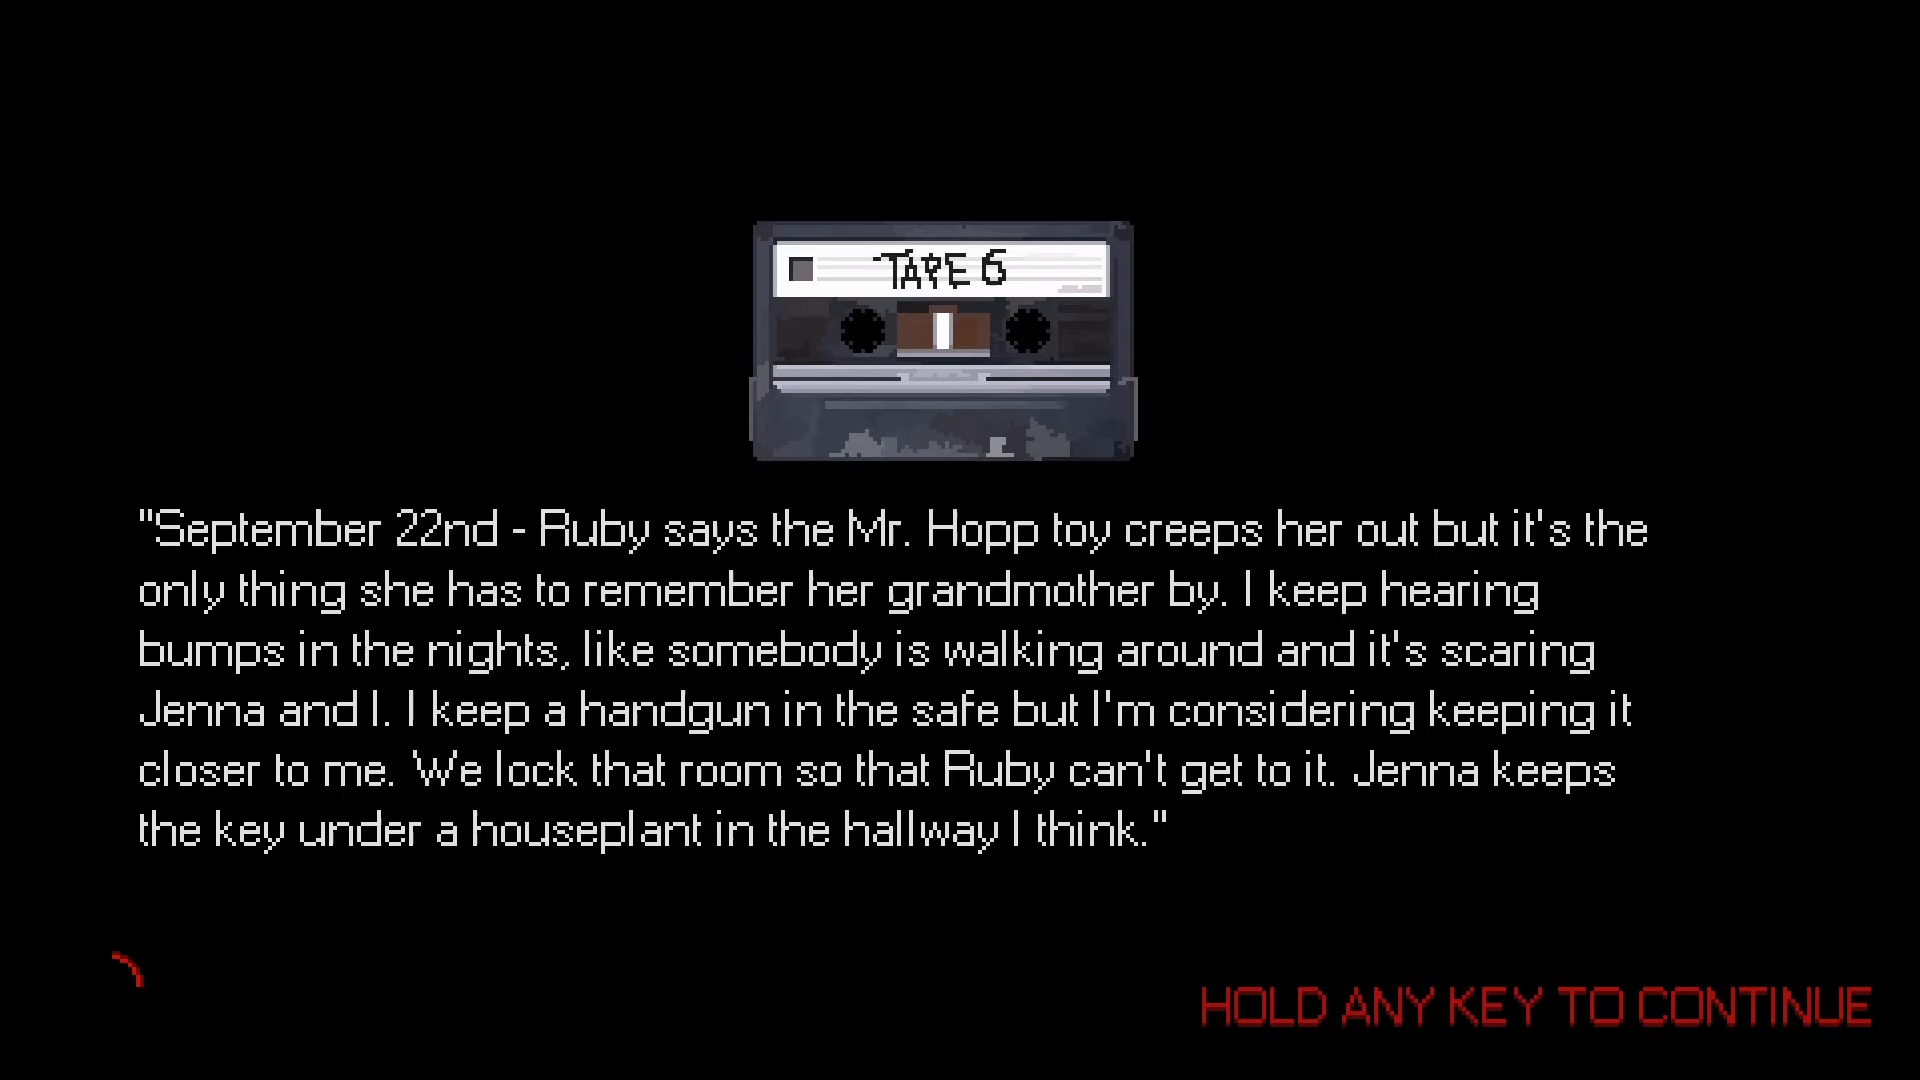 TAPE 6
"September 22nd - Ruby says the Mr. Hopp toy creeps her out but it's the
only thing she has to remember her grandmother by. I keep hearing
bumps in the nights, like somebody is walking around and it's scaring
Jenna and I. I keep a handgun in the safe but I'm considering keeping it
closer to me. We lock that room so that Ruby can't get to it. Jenna keeps
the key under a houseplant in the hallway I think."
HOLD ANY KEY TO CONTINUE